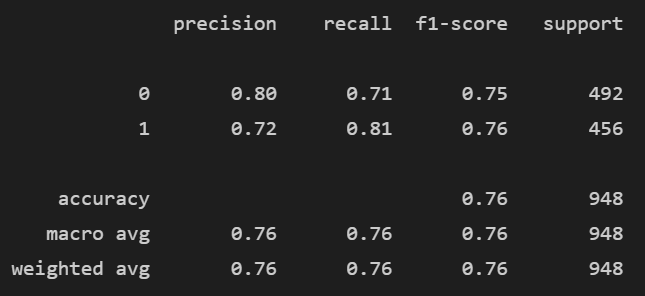 precision recall f1-score support
0 0.80 0.71 0.75 492
1 0.72 0.81 0.76 456
accuracy 0.76 948
macro avg 0.76 0.76 0.76 948
weighted avg 0.76 0.76 0.76 948